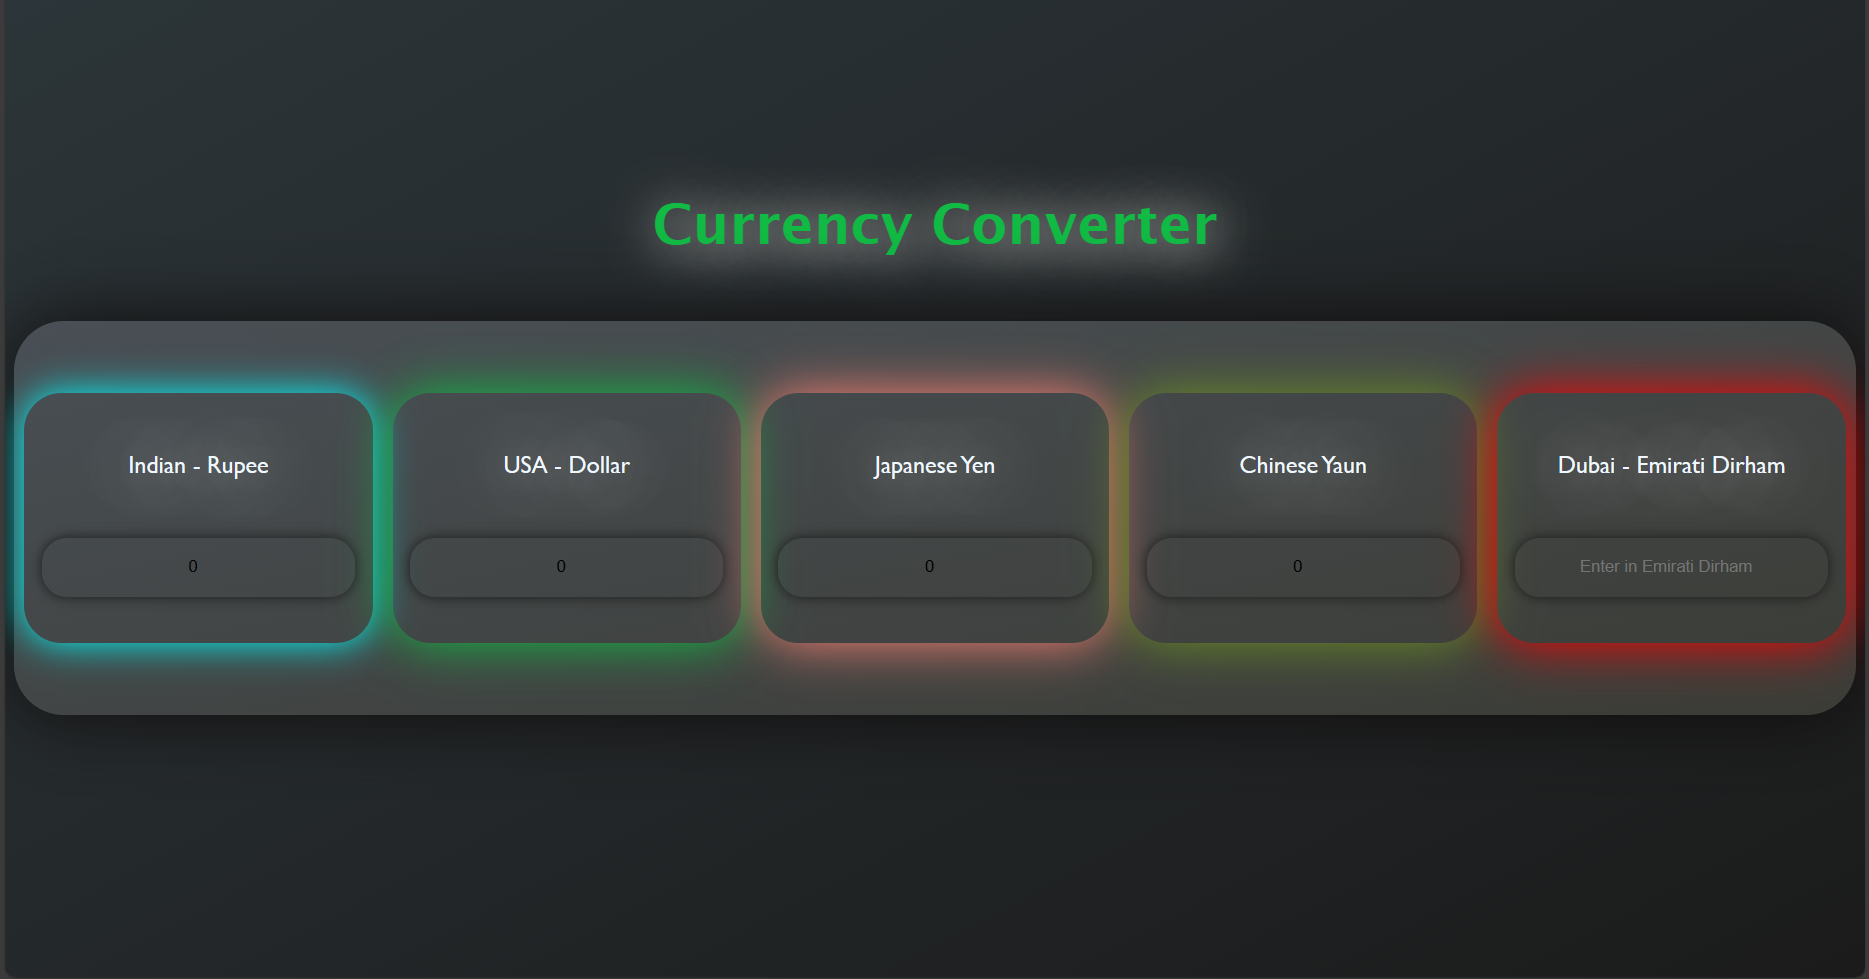 Currency Converter
Indian - Rupee
USA - Dollar
Japanese Yen
Chinese Yaun
Dubai - Emirati Dirham
0
0
0
0
Enter in Emirati Dirham